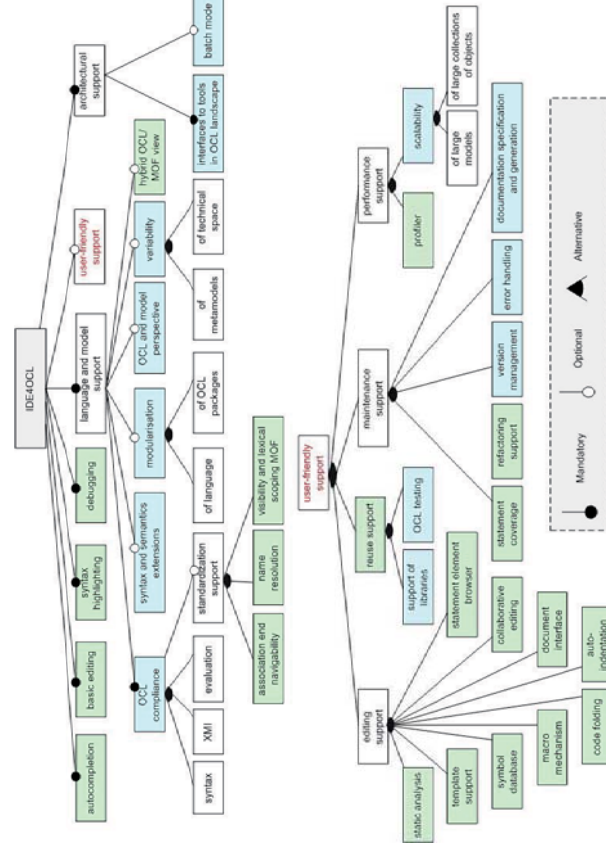 IDE4OCL
autocompletion
basic editing
syntax
highlighting
debugging
language and model
support
user-friendly
support
architectural
support
OCL
compliance
syntax and semantics
extensions
modularisation
OCL and model
perspective
variability
hybrid OCL/
MOF view
interfaces to tools
in OCL landscape
batch mode
syntax
XMI
evaluation
standardization
support
of language
of OCL
packages
of
metamodels
of technical
space
association end
navigability
name
resolution
visibility and lexical
scoping MOF
user-friendly
support
editing
support
reuse support
maintenance
support
performance
support
support of
libraries
OCL testing
profiler
scalability
of large
models
of large collections
of objects
static analysis
template
support
symbol
database
macro
mechanism
code folding
auto-
indentation
document
interface
collaborative
editing
statement element
browser
statement
coverage
refactoring
support
version
management
error handling
documentation specification
and generation
Mandatory
Optional
Alternative